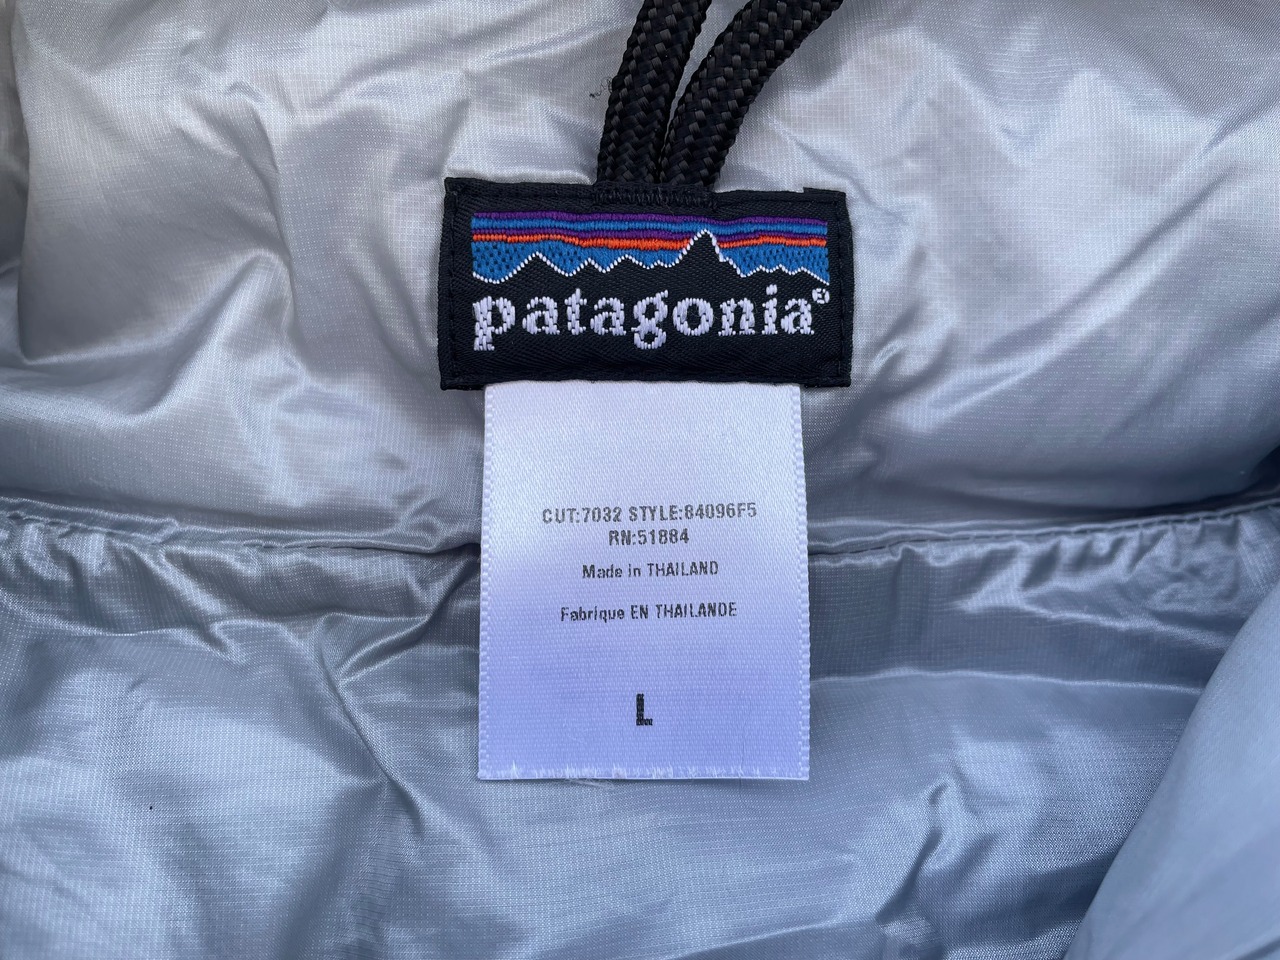 patagonia®
CUT:7032 STYLE:84096F5
RN:51884
Made in THAILAND
Fabrique EN THAILANDE
L